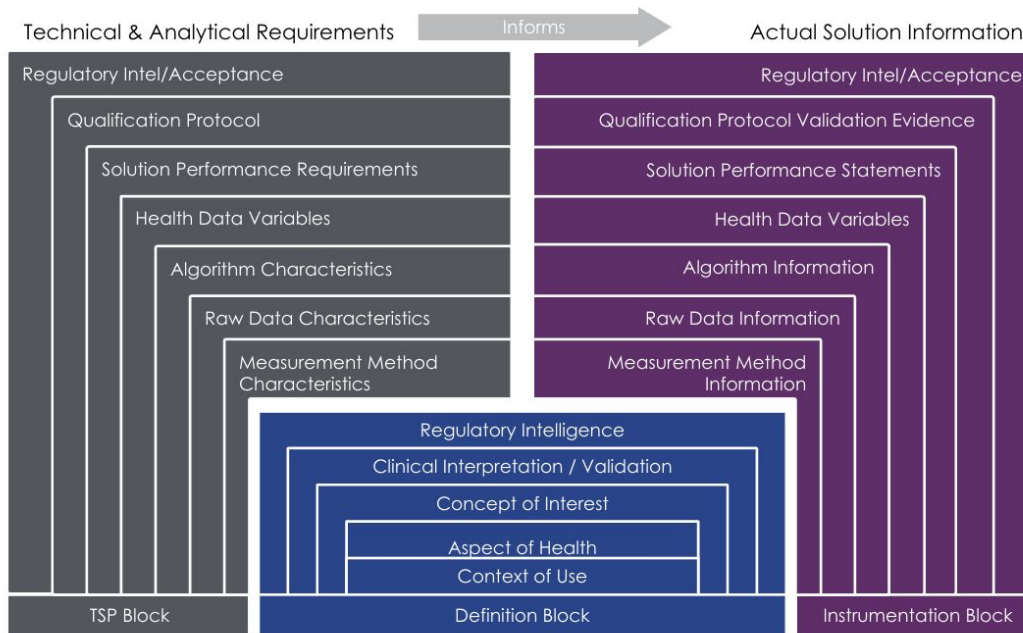 Technical & Analytical Requirements
Informs
Actual Solution Information
Regulatory Intel/Acceptance
Qualification Protocol
Solution Performance Requirements
Health Data Variables
Algorithm Characteristics
Raw Data Characteristics
Measurement Method
Characteristics
TSP Block
Regulatory Intel/Acceptance
Qualification Protocol Validation Evidence
Solution Performance Statements
Health Data Variables
Algorithm Information
Raw Data Information
Measurement Method
Information
Instrumentation Block
Regulatory Intelligence
Clinical Interpretation / Validation
Concept of Interest
Aspect of Health
Context of Use
Definition Block